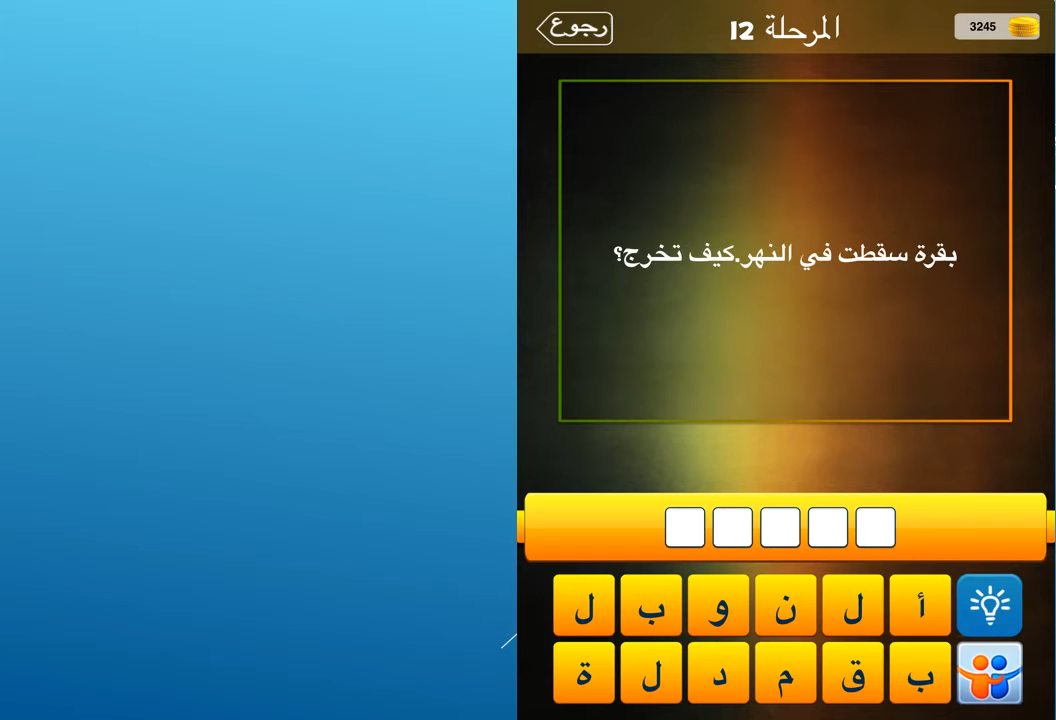 رجوع
المرحلة 12
3245
بقرة سقطت في النهر.كيف تخرج؟
أ ل ن و ب ل
ب ق م د ل ة